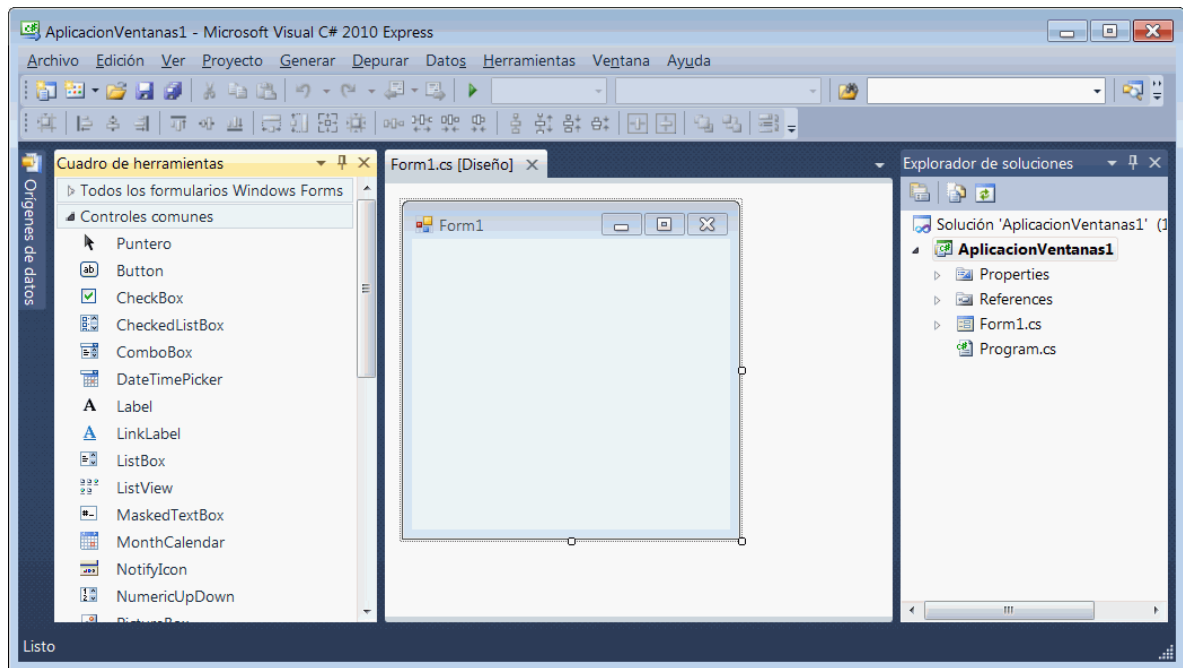 AplicacionVentanas1 - Microsoft Visual C# 2010 Express
Archivo Edición Ver Proyecto Generar Depurar Datos Herramientas Ventana Ayuda
Orígenes de datos
Cuadro de herramientas
Todos los formularios Windows Forms
Controles comunes
Puntero
Button
CheckBox
CheckedListBox
ComboBox
DateTimePicker
Label
LinkLabel
ListBox
ListView
MaskedTextBox
MonthCalendar
NotifyIcon
NumericUpDown
PictureBox
Form1.cs [Diseño]
Form1
Explorador de soluciones
Solución 'AplicacionVentanas1' (1
AplicacionVentanas1
Properties
References
Form1.cs
Program.cs
Listo